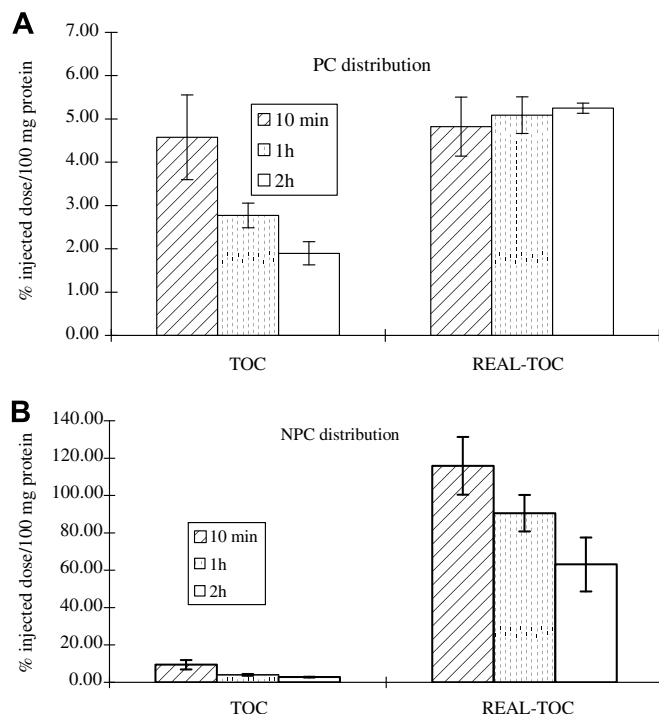 A
PC distribution
% injected dose/100 mg protein
7.00
6.00
5.00
4.00
3.00
2.00
1.00
0.00
10 min
1h
2h
TOC
REAL-TOC
B
NPC distribution
% injected dose/100 mg protein
140.00
120.00
100.00
80.00
60.00
40.00
20.00
0.00
10 min
1h
2h
TOC
REAL-TOC